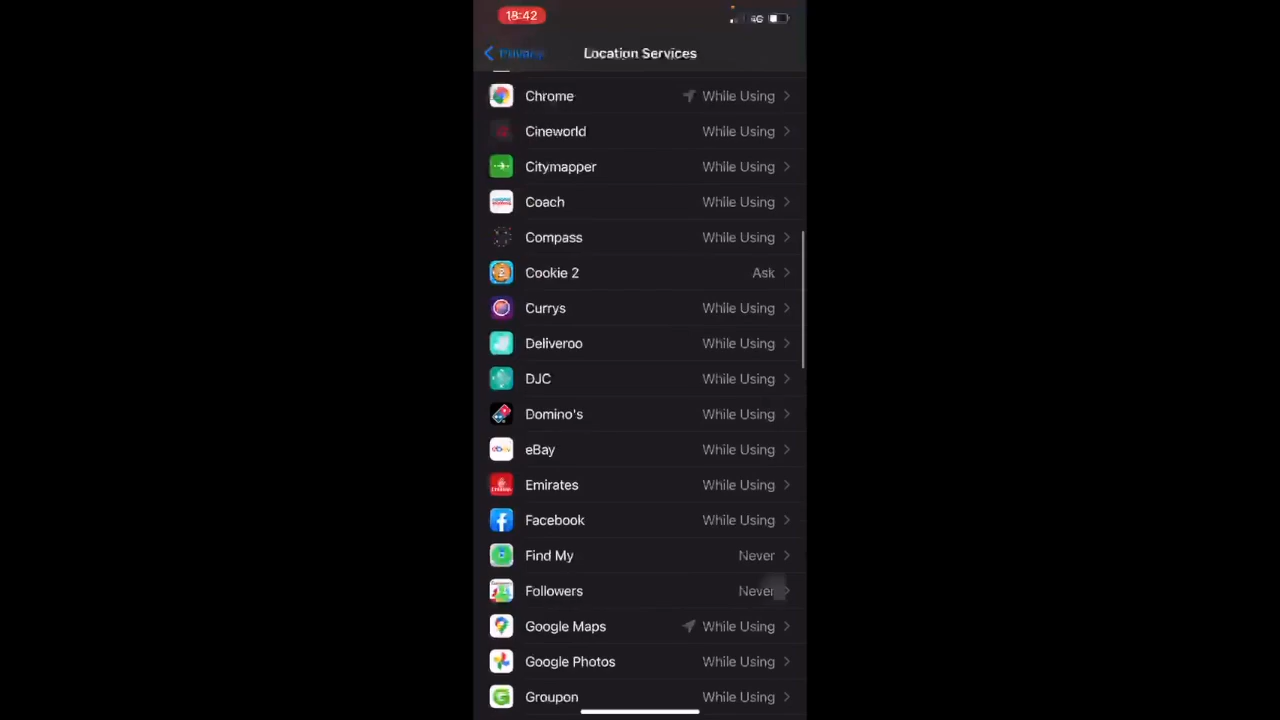 18:42
4G
Privacy
Location Services
Chrome While Using
Cineworld While Using
Citymapper While Using
Coach While Using
Compass While Using
Cookie 2 Ask
Currys While Using
Deliveroo While Using
DJC While Using
Domino's While Using
eBay While Using
Emirates While Using
Facebook While Using
Find My Never
Followers Never
Google Maps While Using
Google Photos While Using
Groupon While Using